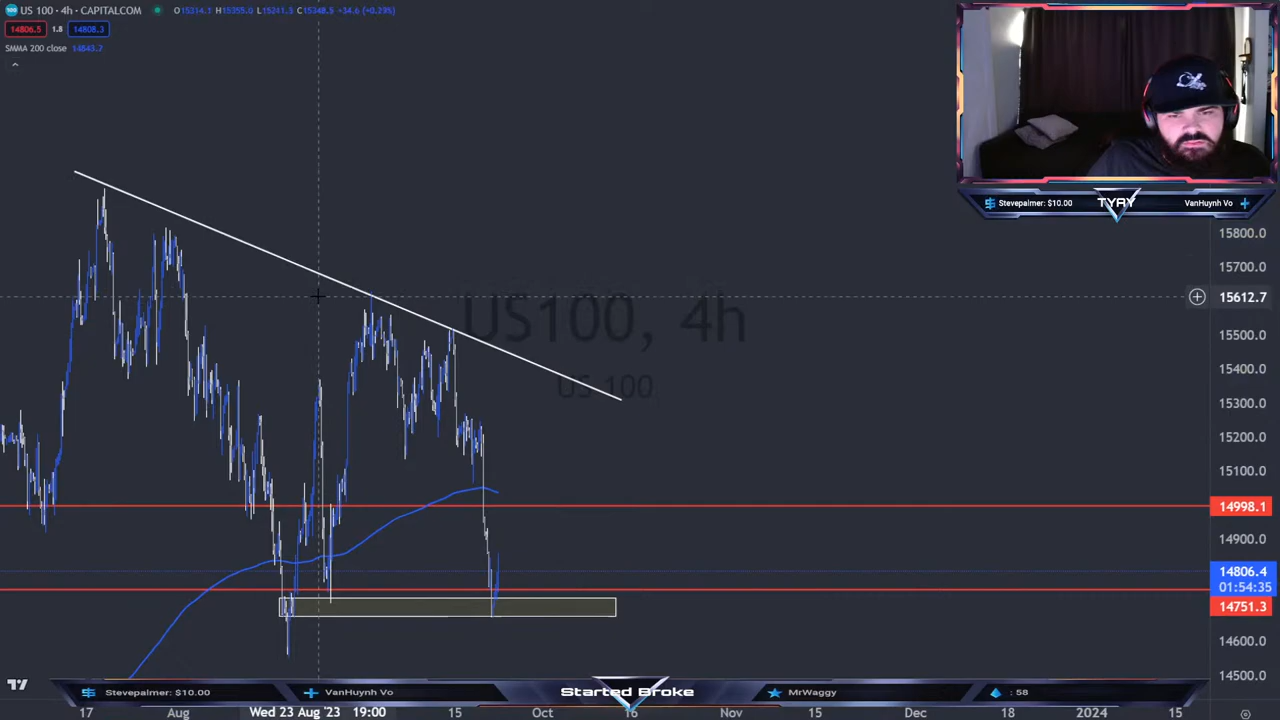 US 100 · 4h · CAPITALCOM
14806.5 1.8 14808.3
SMMA 200 close 14843.2
US100, 4h
US 100
15800.0
15700.0
15612.7
15500.0
15400.0
15300.0
15200.0
15100.0
14998.1
14900.0
14806.4
01:54:35
14751.3
14600.0
14500.0
Stevepalmer: $10.00
TYAY
VanHuynh Vo
Stevepalmer: $10.00
VanHuynh Vo
Started Broke
MrWaggy
: 58
17 Aug Wed 23 Aug '23 19:00 15 Oct 16 Nov 15 Dec 18 2024 15